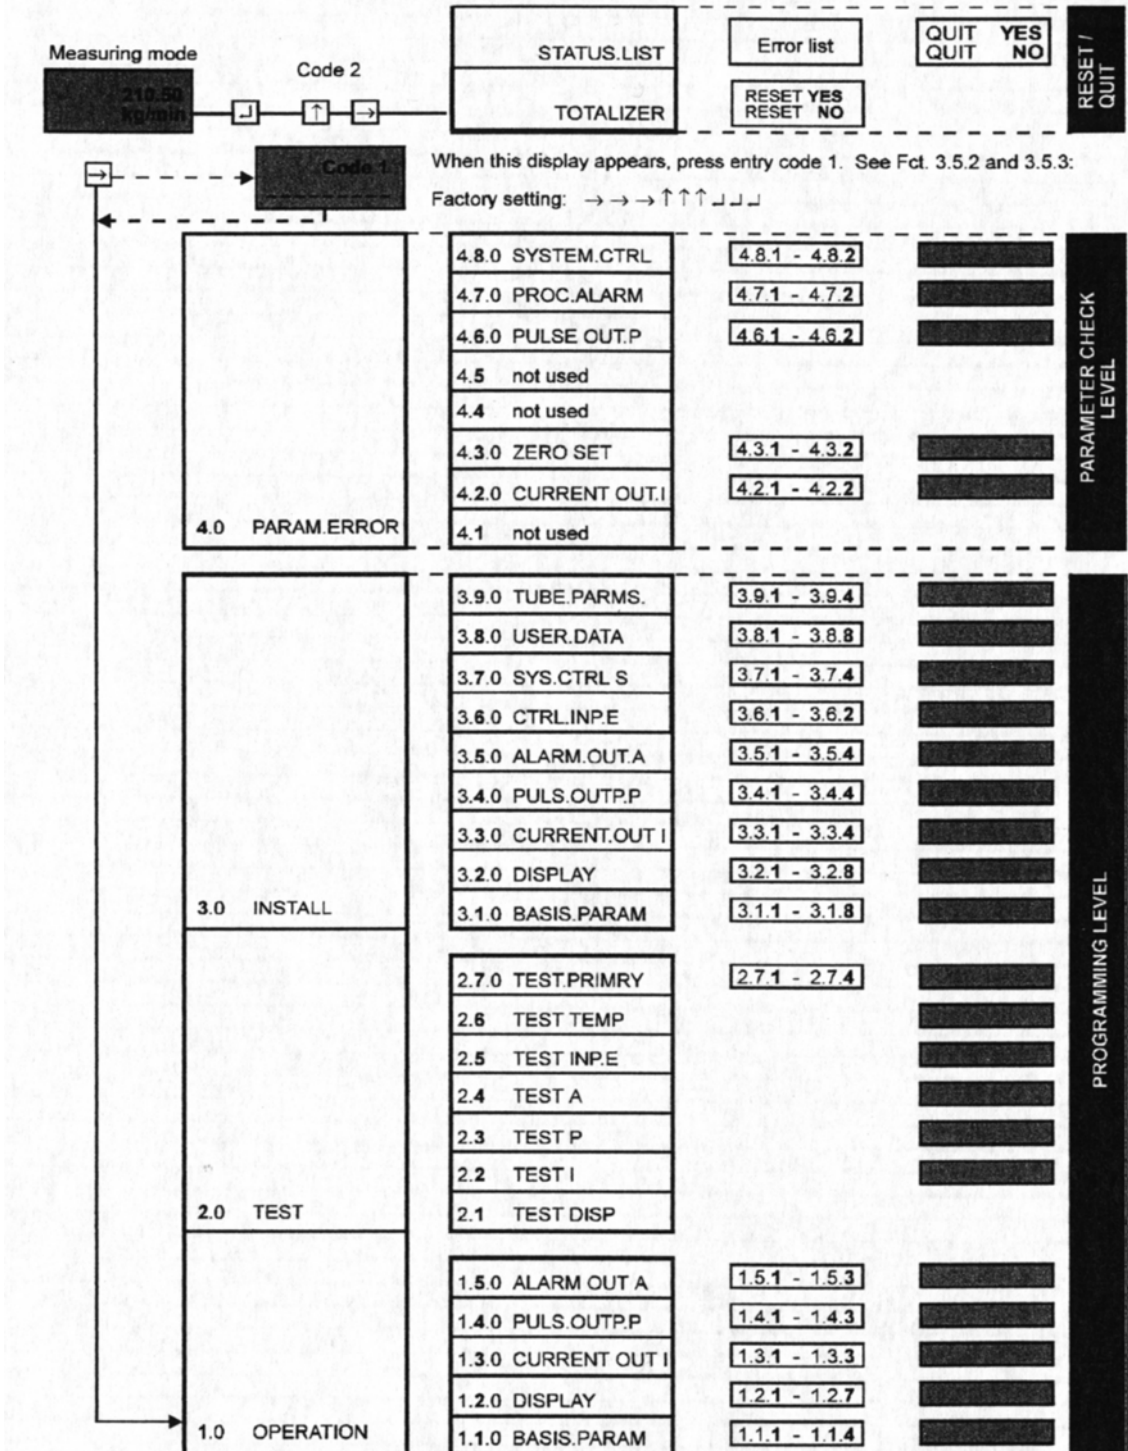 STATUS.LIST Error list QUIT YES
QUIT NO
Measuring mode
Code 2
210.50
kg/min
↵ ↑ →
TOTALIZER RESET YES
RESET NO
RESET /
QUIT
→ Code 1
When this display appears, press entry code 1. See Fct. 3.5.2 and 3.5.3:
Factory setting: → → → ↑ ↑ ↑ ↵ ↵ ↵
4.8.0 SYSTEM.CTRL 4.8.1 - 4.8.2
4.7.0 PROC.ALARM 4.7.1 - 4.7.2
4.6.0 PULSE OUT.P 4.6.1 - 4.6.2
4.5 not used
4.4 not used
4.3.0 ZERO SET 4.3.1 - 4.3.2
4.2.0 CURRENT OUT.I 4.2.1 - 4.2.2
4.0 PARAM.ERROR 4.1 not used
PARAMETER CHECK
LEVEL
3.9.0 TUBE.PARMS. 3.9.1 - 3.9.4
3.8.0 USER.DATA 3.8.1 - 3.8.8
3.7.0 SYS.CTRL S 3.7.1 - 3.7.4
3.6.0 CTRL.INP.E 3.6.1 - 3.6.2
3.5.0 ALARM.OUT.A 3.5.1 - 3.5.4
3.4.0 PULS.OUTP.P 3.4.1 - 3.4.4
3.3.0 CURRENT.OUT I 3.3.1 - 3.3.4
3.2.0 DISPLAY 3.2.1 - 3.2.8
3.0 INSTALL 3.1.0 BASIS.PARAM 3.1.1 - 3.1.8
2.7.0 TEST.PRIMRY 2.7.1 - 2.7.4
2.6 TEST TEMP
2.5 TEST INP.E
2.4 TEST A
2.3 TEST P
2.2 TEST I
2.0 TEST 2.1 TEST DISP
PROGRAMMING LEVEL
1.5.0 ALARM OUT A 1.5.1 - 1.5.3
1.4.0 PULS.OUTP.P 1.4.1 - 1.4.3
1.3.0 CURRENT OUT I 1.3.1 - 1.3.3
1.2.0 DISPLAY 1.2.1 - 1.2.7
1.0 OPERATION 1.1.0 BASIS.PARAM 1.1.1 - 1.1.4